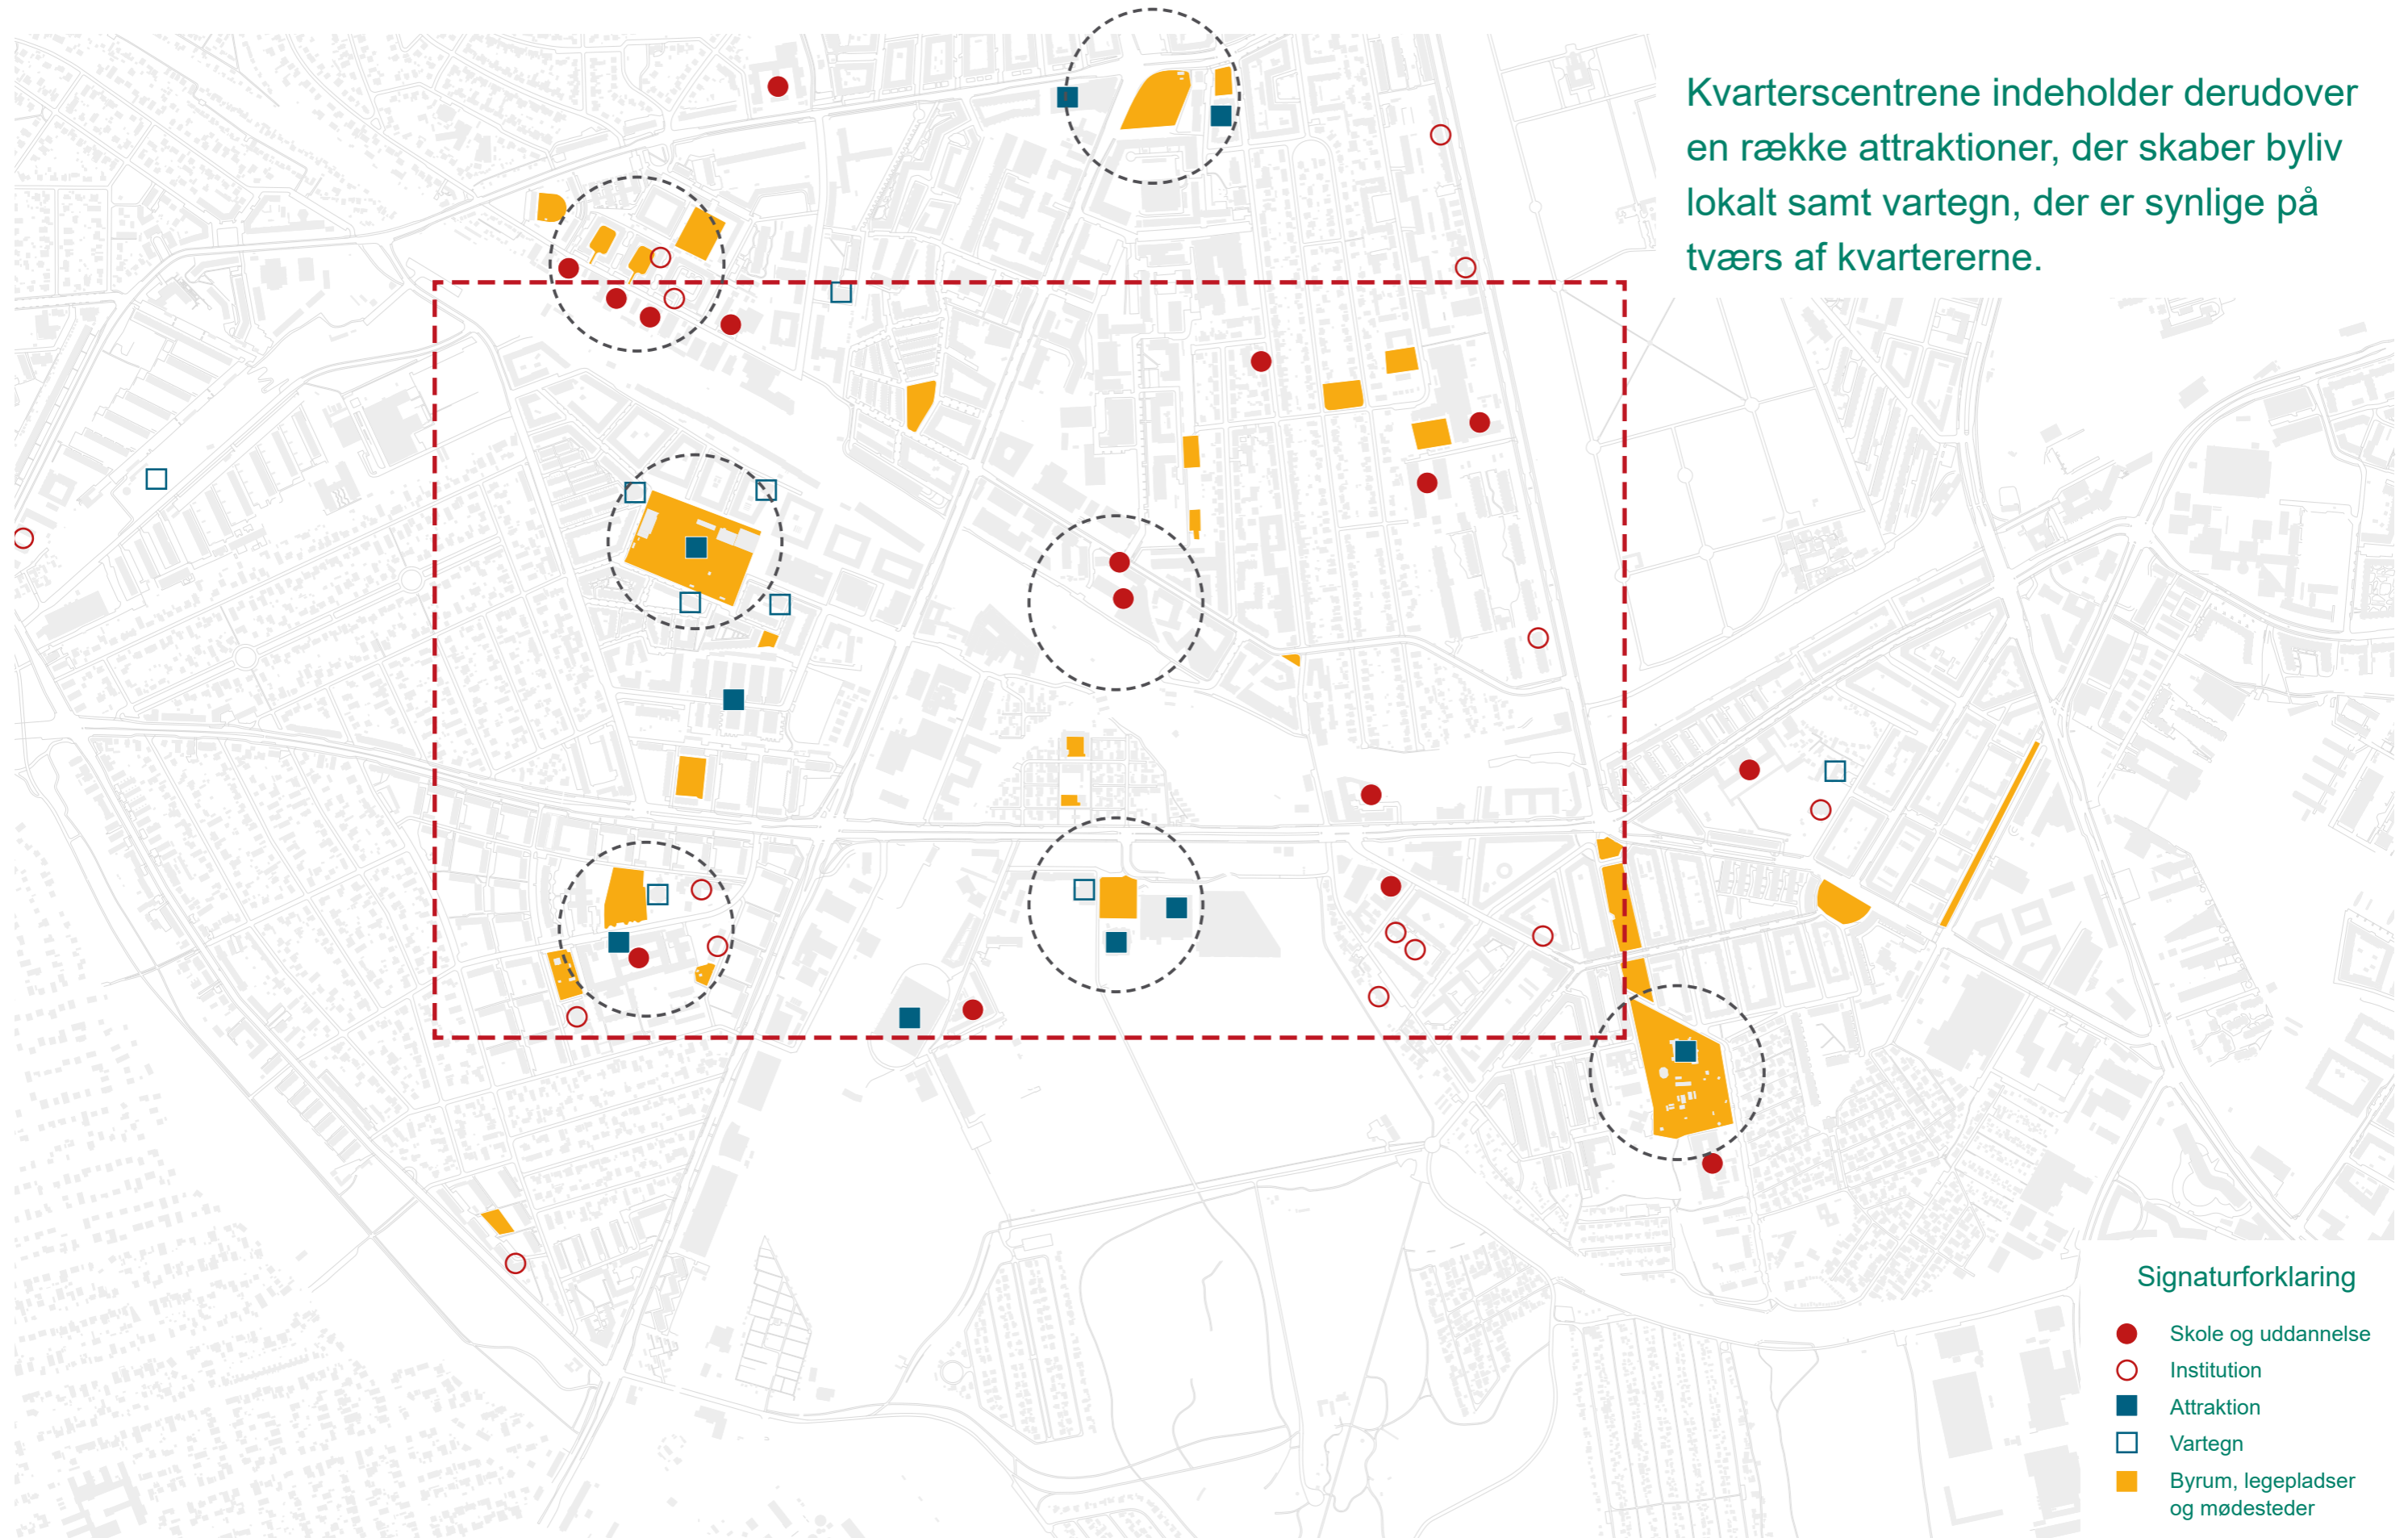 Kvarterscentrene indeholder derudover
en række attraktioner, der skaber byliv
lokalt samt vartegn, der er synlige på
tværs af kvartererne.
Signaturforklaring
Skole og uddannelse
Institution
Attraktion
Vartegn
Byrum, legepladser
og mødesteder